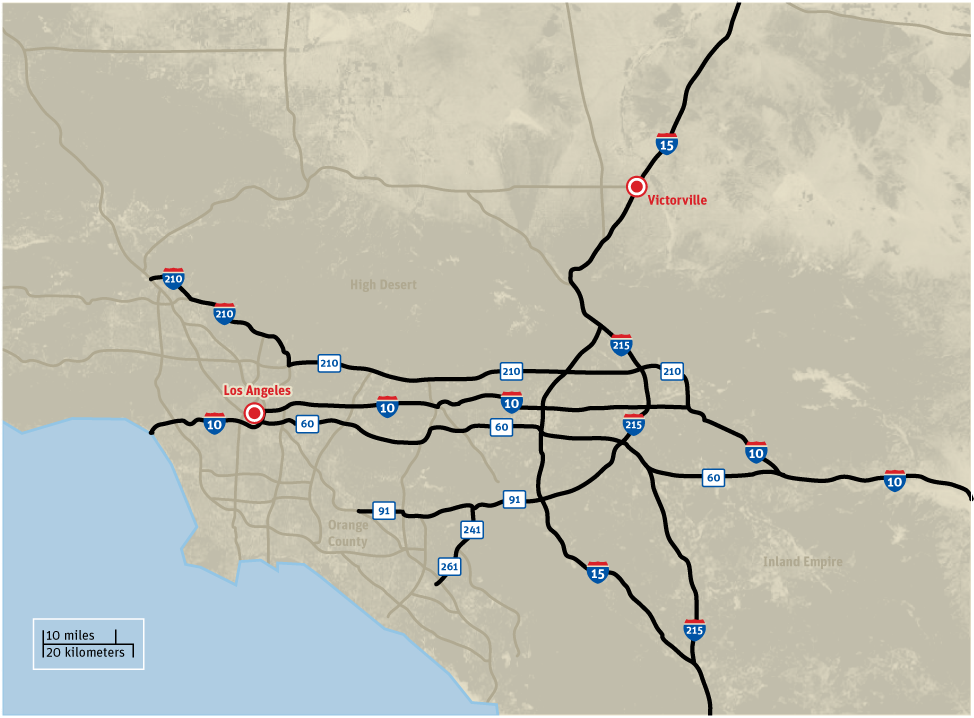 15
Victorville
210
High Desert
210
215
210
210
210
Los Angeles
10
10
10
60
60
215
10
60
10
91
91
Orange
County
241
261
Inland Empire
15
215
10 miles
20 kilometers